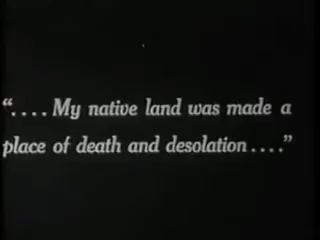 “.... My native land was made a
place of death and desolation ....”